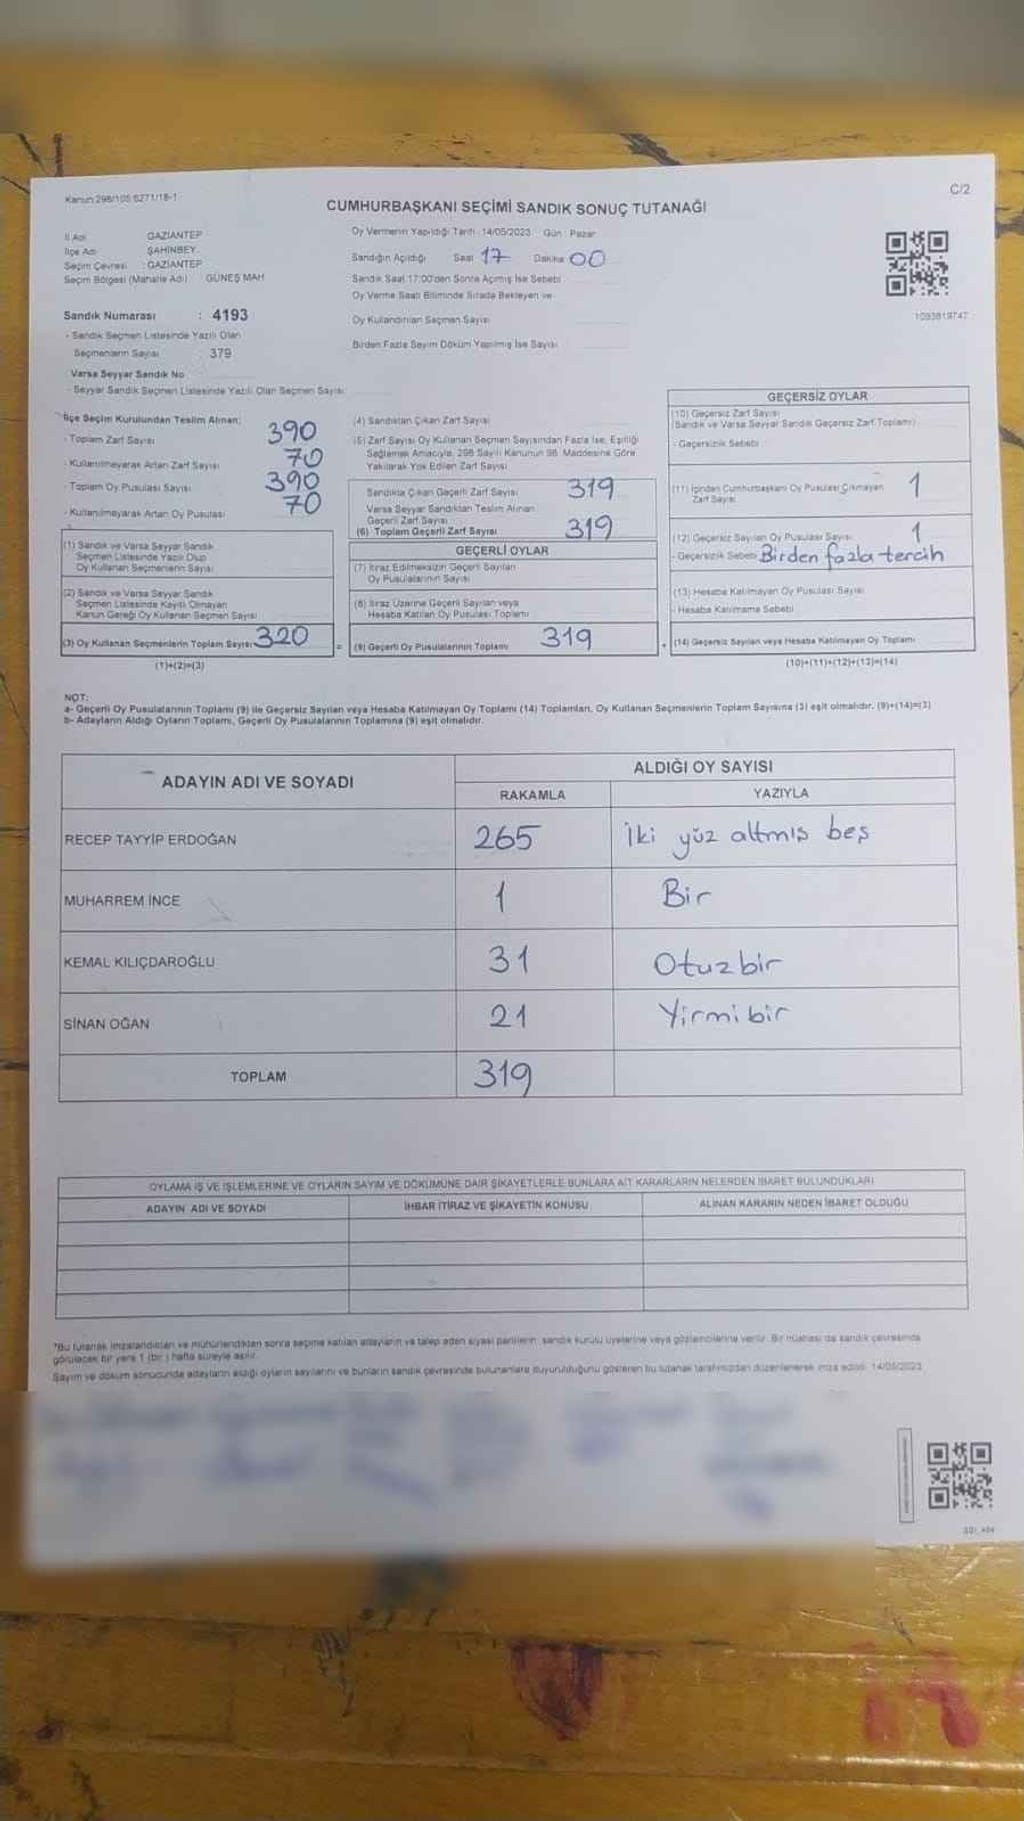 Kanun 298/105 6271/18-1
C/2
CUMHURBAŞKANI SEÇİMİ SANDIK SONUÇ TUTANAĞI
İl Adı GAZİANTEP
İlçe Adı ŞAHİNBEY
Seçim Çevresi : GAZİANTEP
Seçim Bölgesi (Mahalle Adı) GÜNEŞ MAH
Sandık Numarası : 4193
- Sandık Seçmen Listesinde Yazılı Olan
Seçmenlerin Sayısı 379
Varsa Seyyar Sandık No
- Seyyar Sandık Seçmen Listesinde Yazılı Olan Seçmen Sayısı
Oy Vermenin Yapıldığı Tarih : 14/05/2023 Gün : Pazar
Sandığın Açıldığı Saat 17 Dakika 00
Sandık Saat 17:00'den Sonra Açılmış İse Sebebi
Oy Verme Saati Bitiminde Sırada Bekleyen ve
Oy Kullandırılan Seçmen Sayısı
Birden Fazla Sayım Döküm Yapılmış İse Sayısı
1093819747
İlçe Seçim Kurulundan Teslim Alınan:
- Toplam Zarf Sayısı 390
- Kullanılmayarak Artan Zarf Sayısı 70
- Toplam Oy Pusulası Sayısı 390
- Kullanılmayarak Artan Oy Pusulası 70
(1) Sandık ve Varsa Seyyar Sandık
Seçmen Listesinde Yazılı Olup
Oy Kullanan Seçmenlerin Sayısı
(2) Sandık ve Varsa Seyyar Sandık
Seçmen Listesinde Kayıtlı Olmayan
Kanun Gereği Oy Kullanan Seçmen Sayısı
(3) Oy Kullanan Seçmenlerin Toplam Sayısı 320
(1)+(2)=(3)
(4) Sandıktan Çıkan Zarf Sayısı
(5) Zarf Sayısı Oy Kullanan Seçmen Sayısından Fazla İse, Eşitliği
Sağlamak Amacıyla, 298 Sayılı Kanunun 98. Maddesine Göre
Yakılarak Yok Edilen Zarf Sayısı
Sandıkta Çıkan Geçerli Zarf Sayısı 319
Varsa Seyyar Sandıktan Teslim Alınan
Geçerli Zarf Sayısı
(6) Toplam Geçerli Zarf Sayısı 319
GEÇERLİ OYLAR
(7) İtiraz Edilmeksizin Geçerli Sayılan
Oy Pusulalarının Sayısı
(8) İtiraz Üzerine Geçerli Sayılan veya
Hesaba Katılan Oy Pusulası Toplamı
(9) Geçerli Oy Pusulalarının Toplamı 319
GEÇERSİZ OYLAR
(10) Geçersiz Zarf Sayısı
(Sandık ve Varsa Seyyar Sandık Geçersiz Zarf Toplamı)
- Geçersizlik Sebebi
(11) İçinden Cumhurbaşkanı Oy Pusulası Çıkmayan
Zarf Sayısı 1
(12) Geçersiz Sayılan Oy Pusulası Sayısı 1
- Geçersizlik Sebebi Birden fazla tercih
(13) Hesaba Katılmayan Oy Pusulası Sayısı
- Hesaba Katılmama Sebebi
(14) Geçersiz Sayılan veya Hesaba Katılmayan Oy Toplamı
(10)+(11)+(12)+(13)=(14)
NOT:
a- Geçerli Oy Pusulalarının Toplamı (9) ile Geçersiz Sayılan veya Hesaba Katılmayan Oy Toplamı (14) Toplamları, Oy Kullanan Seçmenlerin Toplam Sayısına (3) eşit olmalıdır. (9)+(14)=(3)
b- Adayların Aldığı Oyların Toplamı, Geçerli Oy Pusulalarının Toplamına (9) eşit olmalıdır.
ADAYIN ADI VE SOYADI
ALDIĞI OY SAYISI
RAKAMLA YAZIYLA
RECEP TAYYİP ERDOĞAN 265 İki yüz altmış beş
MUHARREM İNCE 1 Bir
KEMAL KILIÇDAROĞLU 31 Otuzbir
SİNAN OĞAN 21 Yirmibir
TOPLAM 319
OYLAMA İŞ VE İŞLEMLERİNE VE OYLARIN SAYIM VE DÖKÜMÜNE DAİR ŞİKAYETLERLE BUNLARA AİT KARARLARIN NELERDEN İBARET BULUNDUKLARI
ADAYIN ADI VE SOYADI İHBAR İTİRAZ VE ŞİKAYETİN KONUSU ALINAN KARARIN NEDEN İBARET OLDUĞU
*Bu tutanak imzalandıktan ve mühürlendikten sonra seçime katılan adayların ve talep eden siyasi partilerin sandık kurulu üyelerine veya gözlemcilerine verilir. Bir nüshası da sandık çevresinde
görülecek bir yere 1 (bir) hafta süreyle asılır.
Sayım ve döküm sonucunda adayların aldığı oyların sayılarını ve bunların sandık çevresinde bulunanlara duyurulduğunu gösteren bu tutanak tarafımızdan düzenlenerek imza edildi. 14/05/2023